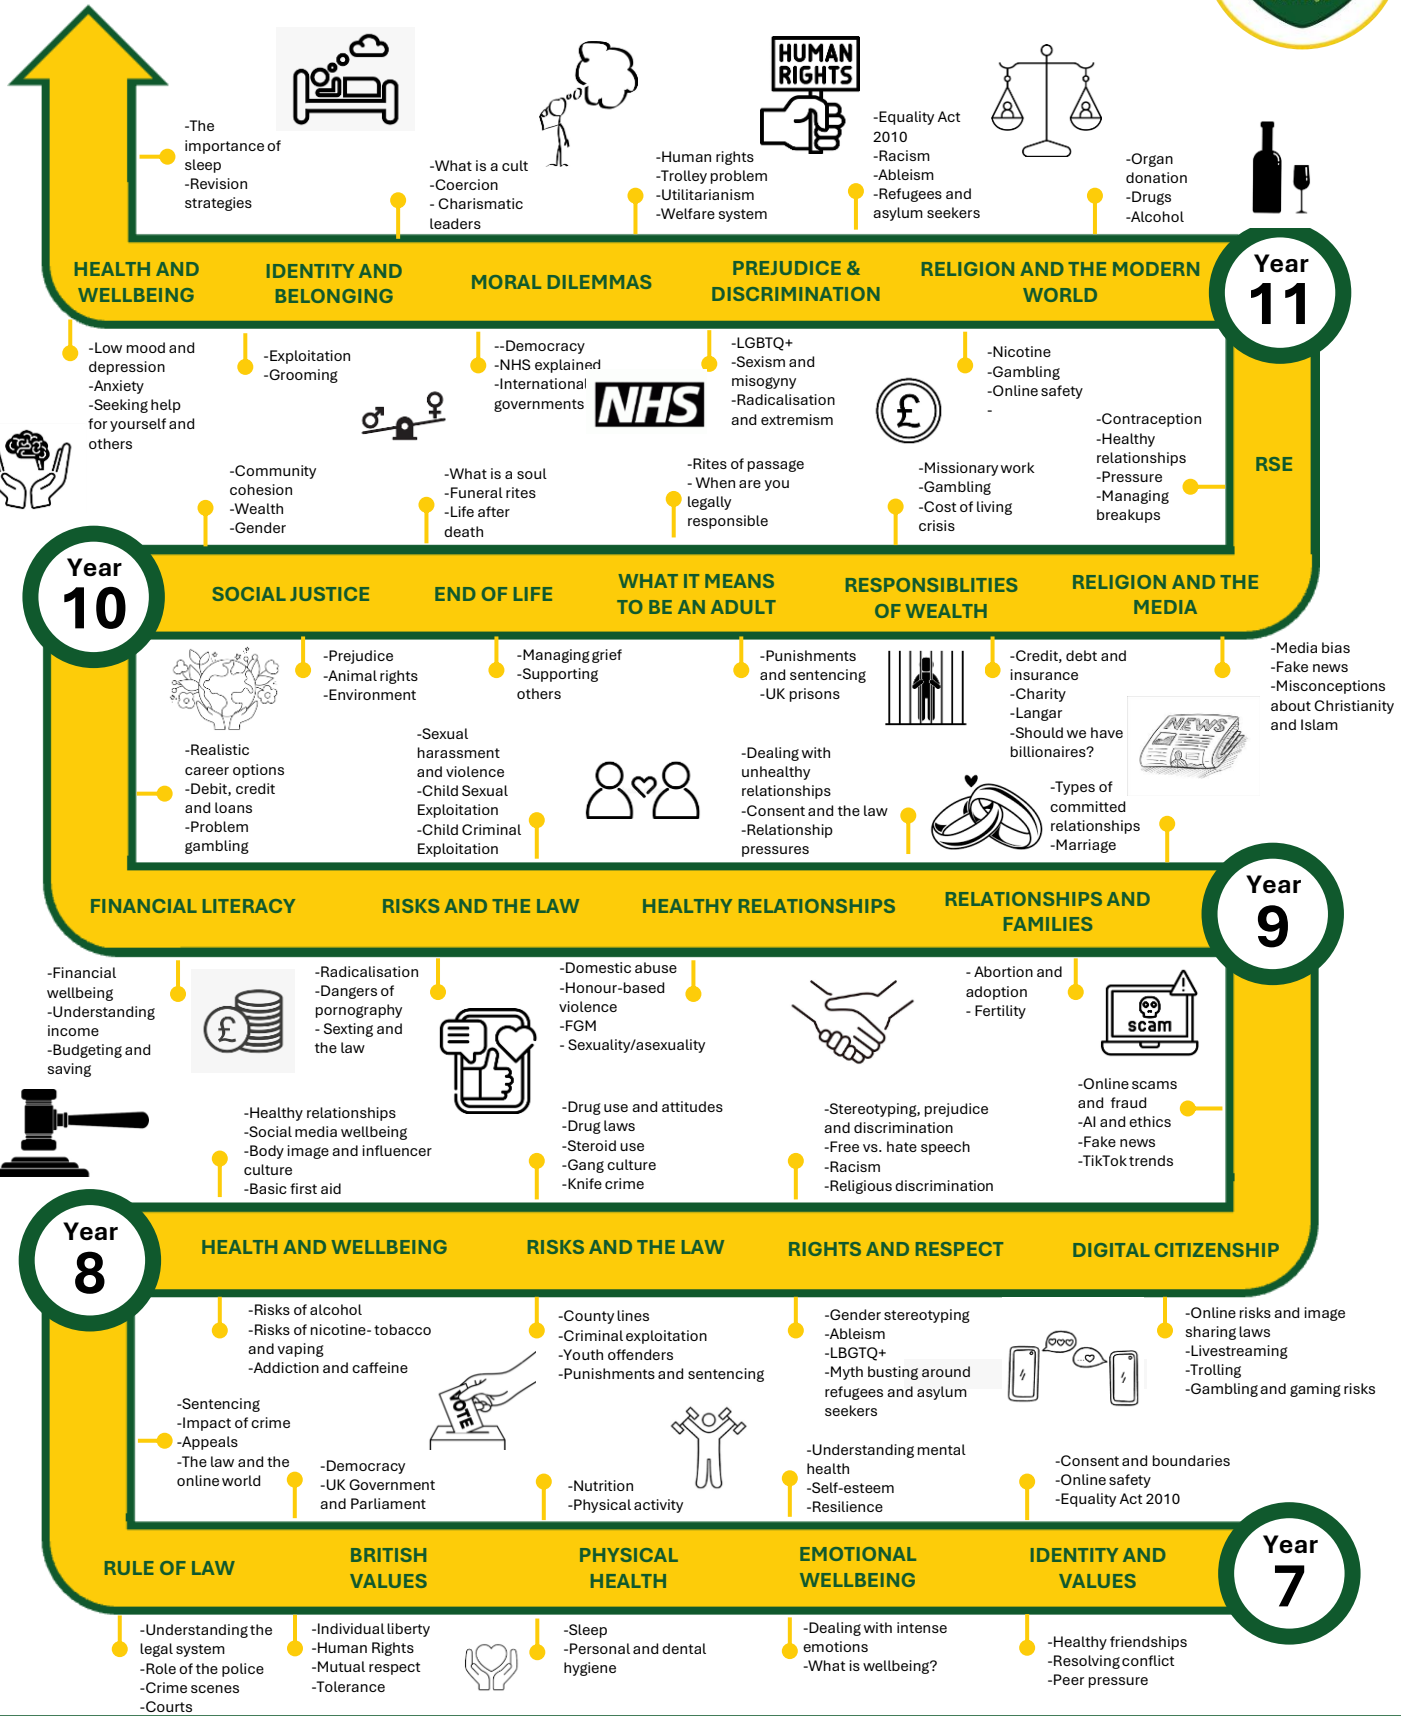 HUMAN
RIGHTS
-The
importance of
sleep
-Revision
strategies
-What is a cult
-Coercion
- Charismatic
leaders
-Human rights
-Trolley problem
-Utilitarianism
-Welfare system
-Equality Act
2010
-Racism
-Ableism
-Refugees and
asylum seekers
-Organ
donation
-Drugs
-Alcohol
HEALTH AND
WELLBEING
IDENTITY AND
BELONGING
MORAL DILEMMAS
PREJUDICE &
DISCRIMINATION
RELIGION AND THE MODERN
WORLD
Year
11
-Low mood and
depression
-Anxiety
-Seeking help
for yourself and
others
-Exploitation
-Grooming
--Democracy
-NHS explained
-International
governments
NHS
-LGBTQ+
-Sexism and
misogyny
-Radicalisation
and extremism
£
-Nicotine
-Gambling
-Online safety
-
-Contraception
-Healthy
relationships
-Pressure
-Managing
breakups
RSE
-Community
cohesion
-Wealth
-Gender
-What is a soul
-Funeral rites
-Life after
death
-Rites of passage
- When are you
legally
responsible
-Missionary work
-Gambling
-Cost of living
crisis
Year
10
SOCIAL JUSTICE
END OF LIFE
WHAT IT MEANS
TO BE AN ADULT
RESPONSIBLITIES
OF WEALTH
RELIGION AND THE
MEDIA
-Prejudice
-Animal rights
-Environment
-Managing grief
-Supporting
others
-Punishments
and sentencing
-UK prisons
-Credit, debt and
insurance
-Charity
-Langar
-Should we have
billionaires?
NEWS
-Media bias
-Fake news
-Misconceptions
about Christianity
and Islam
-Realistic
career options
-Debit, credit
and loans
-Problem
gambling
-Sexual
harassment
and violence
-Child Sexual
Exploitation
-Child Criminal
Exploitation
-Dealing with
unhealthy
relationships
-Consent and the law
-Relationship
pressures
-Types of
committed
relationships
-Marriage
FINANCIAL LITERACY
RISKS AND THE LAW
HEALTHY RELATIONSHIPS
RELATIONSHIPS AND
FAMILIES
Year
9
-Financial
wellbeing
-Understanding
income
-Budgeting and
saving
£
-Radicalisation
-Dangers of
pornography
- Sexting and
the law
-Domestic abuse
-Honour-based
violence
-FGM
- Sexuality/asexuality
- Abortion and
adoption
- Fertility
scam
-Online scams
and fraud
-AI and ethics
-Fake news
-TikTok trends
-Healthy relationships
-Social media wellbeing
-Body image and influencer
culture
-Basic first aid
-Drug use and attitudes
-Drug laws
-Steroid use
-Gang culture
-Knife crime
-Stereotyping, prejudice
and discrimination
-Free vs. hate speech
-Racism
-Religious discrimination
Year
8
HEALTH AND WELLBEING
RISKS AND THE LAW
RIGHTS AND RESPECT
DIGITAL CITIZENSHIP
-Risks of alcohol
-Risks of nicotine- tobacco
and vaping
-Addiction and caffeine
-County lines
-Criminal exploitation
-Youth offenders
-Punishments and sentencing
-Gender stereotyping
-Ableism
-LBGTQ+
-Myth busting around
refugees and asylum
seekers
-Online risks and image
sharing laws
-Livestreaming
-Trolling
-Gambling and gaming risks
VOTE
-Sentencing
-Impact of crime
-Appeals
-The law and the
online world
-Democracy
-UK Government
and Parliament
-Nutrition
-Physical activity
-Understanding mental
health
-Self-esteem
-Resilience
-Consent and boundaries
-Online safety
-Equality Act 2010
RULE OF LAW
BRITISH
VALUES
PHYSICAL
HEALTH
EMOTIONAL
WELLBEING
IDENTITY AND
VALUES
Year
7
-Understanding the
legal system
-Role of the police
-Crime scenes
-Courts
-Individual liberty
-Human Rights
-Mutual respect
-Tolerance
-Sleep
-Personal and dental
hygiene
-Dealing with intense
emotions
-What is wellbeing?
-Healthy friendships
-Resolving conflict
-Peer pressure